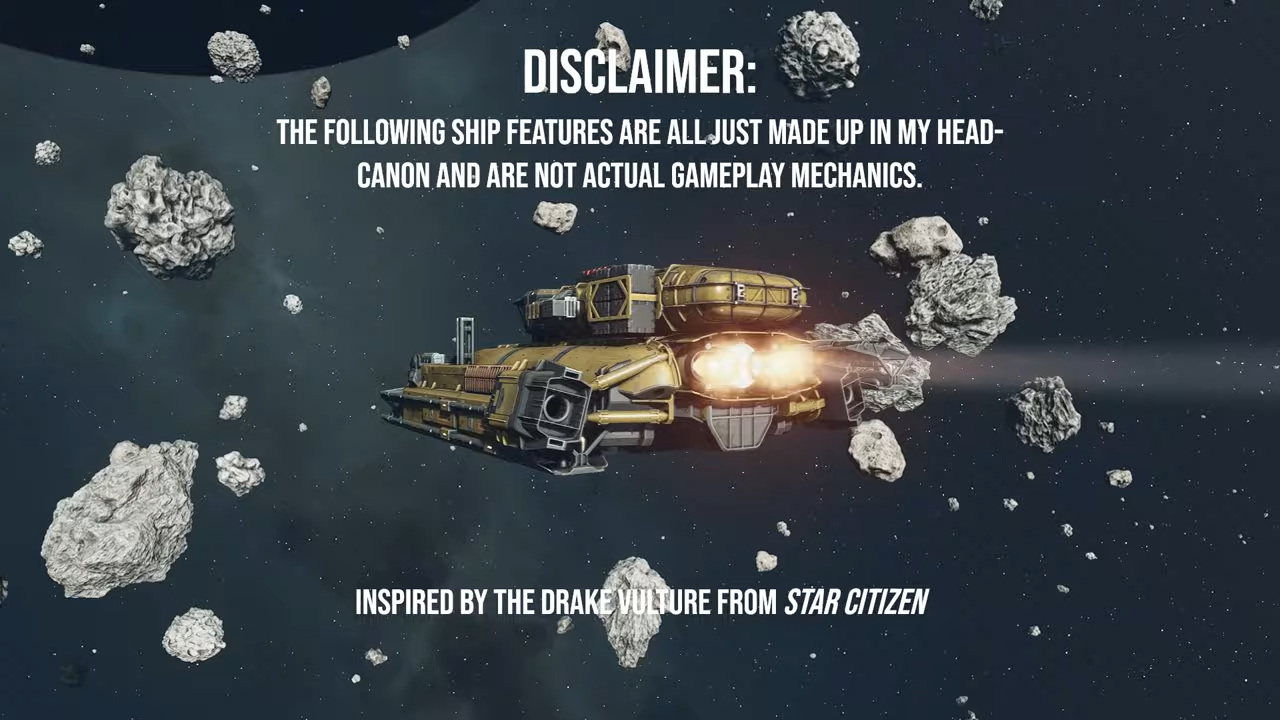 DISCLAIMER:
THE FOLLOWING SHIP FEATURES ARE ALL JUST MADE UP IN MY HEAD-
CANON AND ARE NOT ACTUAL GAMEPLAY MECHANICS.
INSPIRED BY THE DRAKE VULTURE FROM STAR CITIZEN